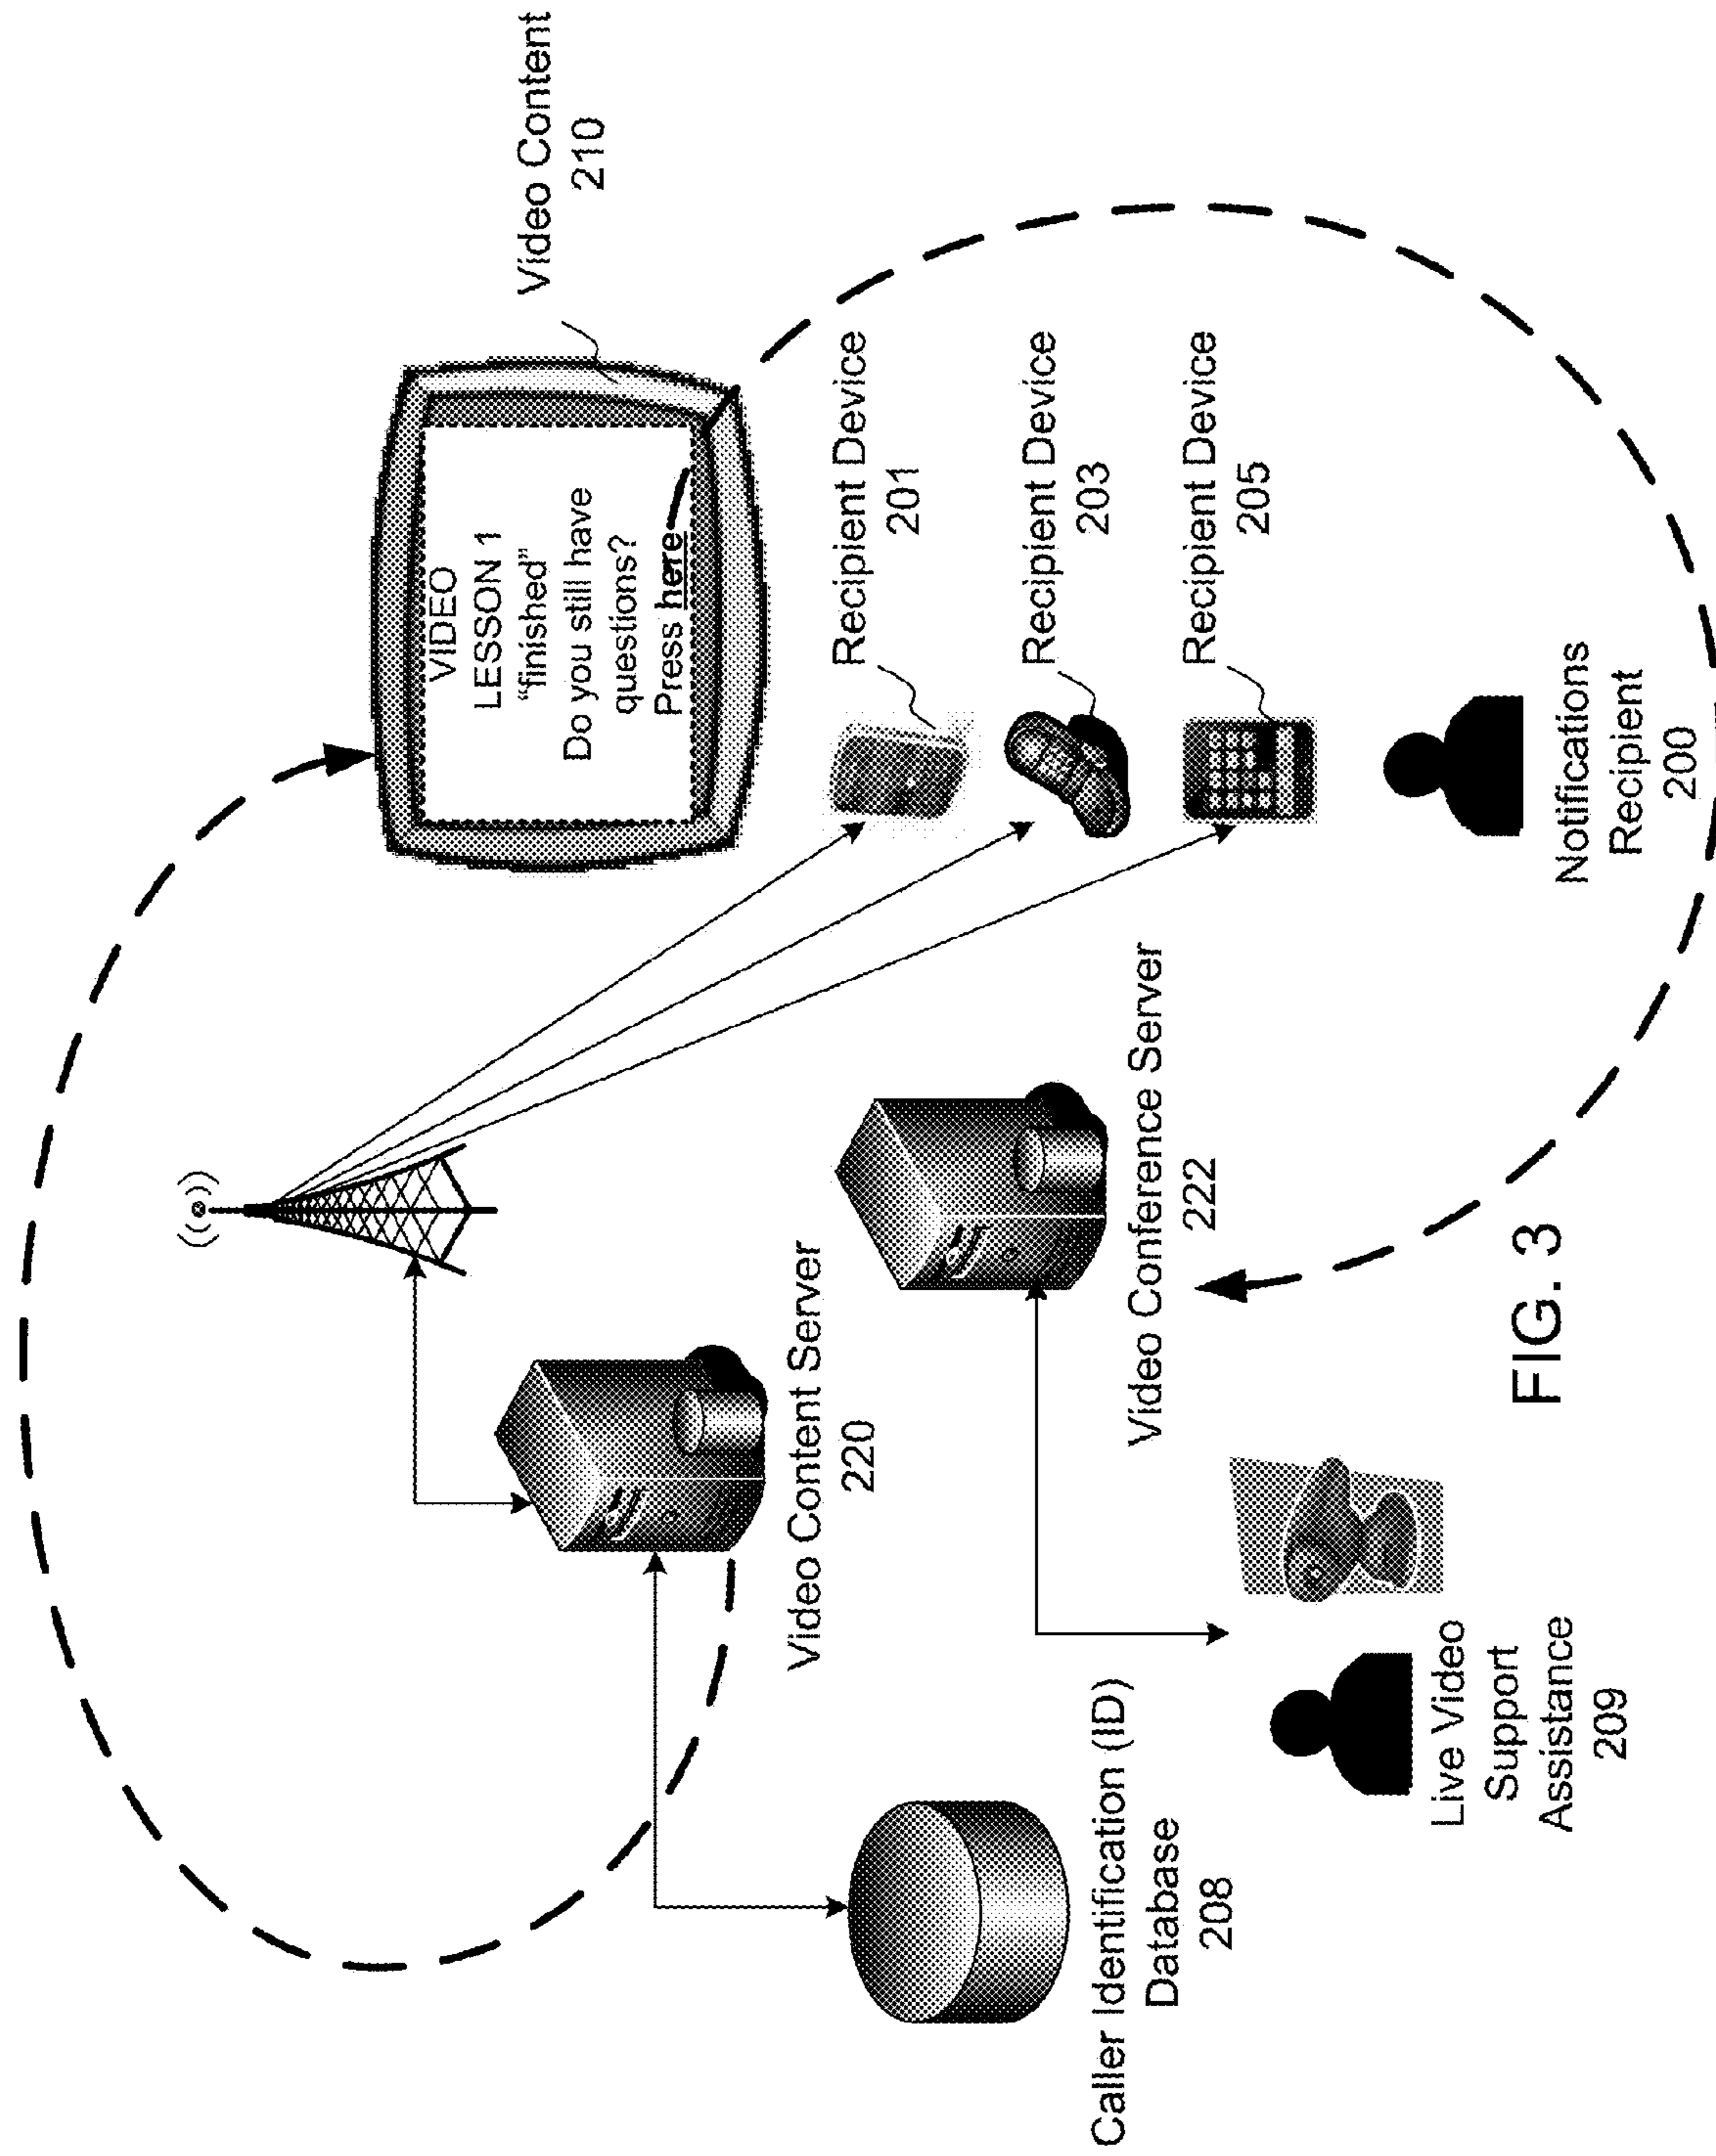 VIDEO
LESSON 1
“finished”
Do you still have
questions?
Press here
Video Content
210
Recipient Device
201
Recipient Device
203
Recipient Device
205
Notifications
Recipient
200
Video Content Server
220
Video Conference Server
222
Caller Identification (ID)
Database
208
Live Video
Support
Assistance
209
FIG. 3